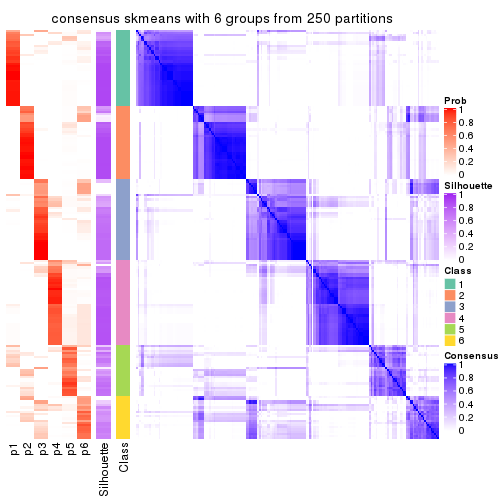 consensus skmeans with 6 groups from 250 partitions
Prob
1
0.8
0.6
0.4
0.2
0
Silhouette
1
0.8
0.6
0.4
0.2
0
Class
1
2
3
4
5
6
Consensus
1
0.8
0.6
0.4
0.2
0
p1
p2
p3
p4
p5
p6
Silhouette
Class